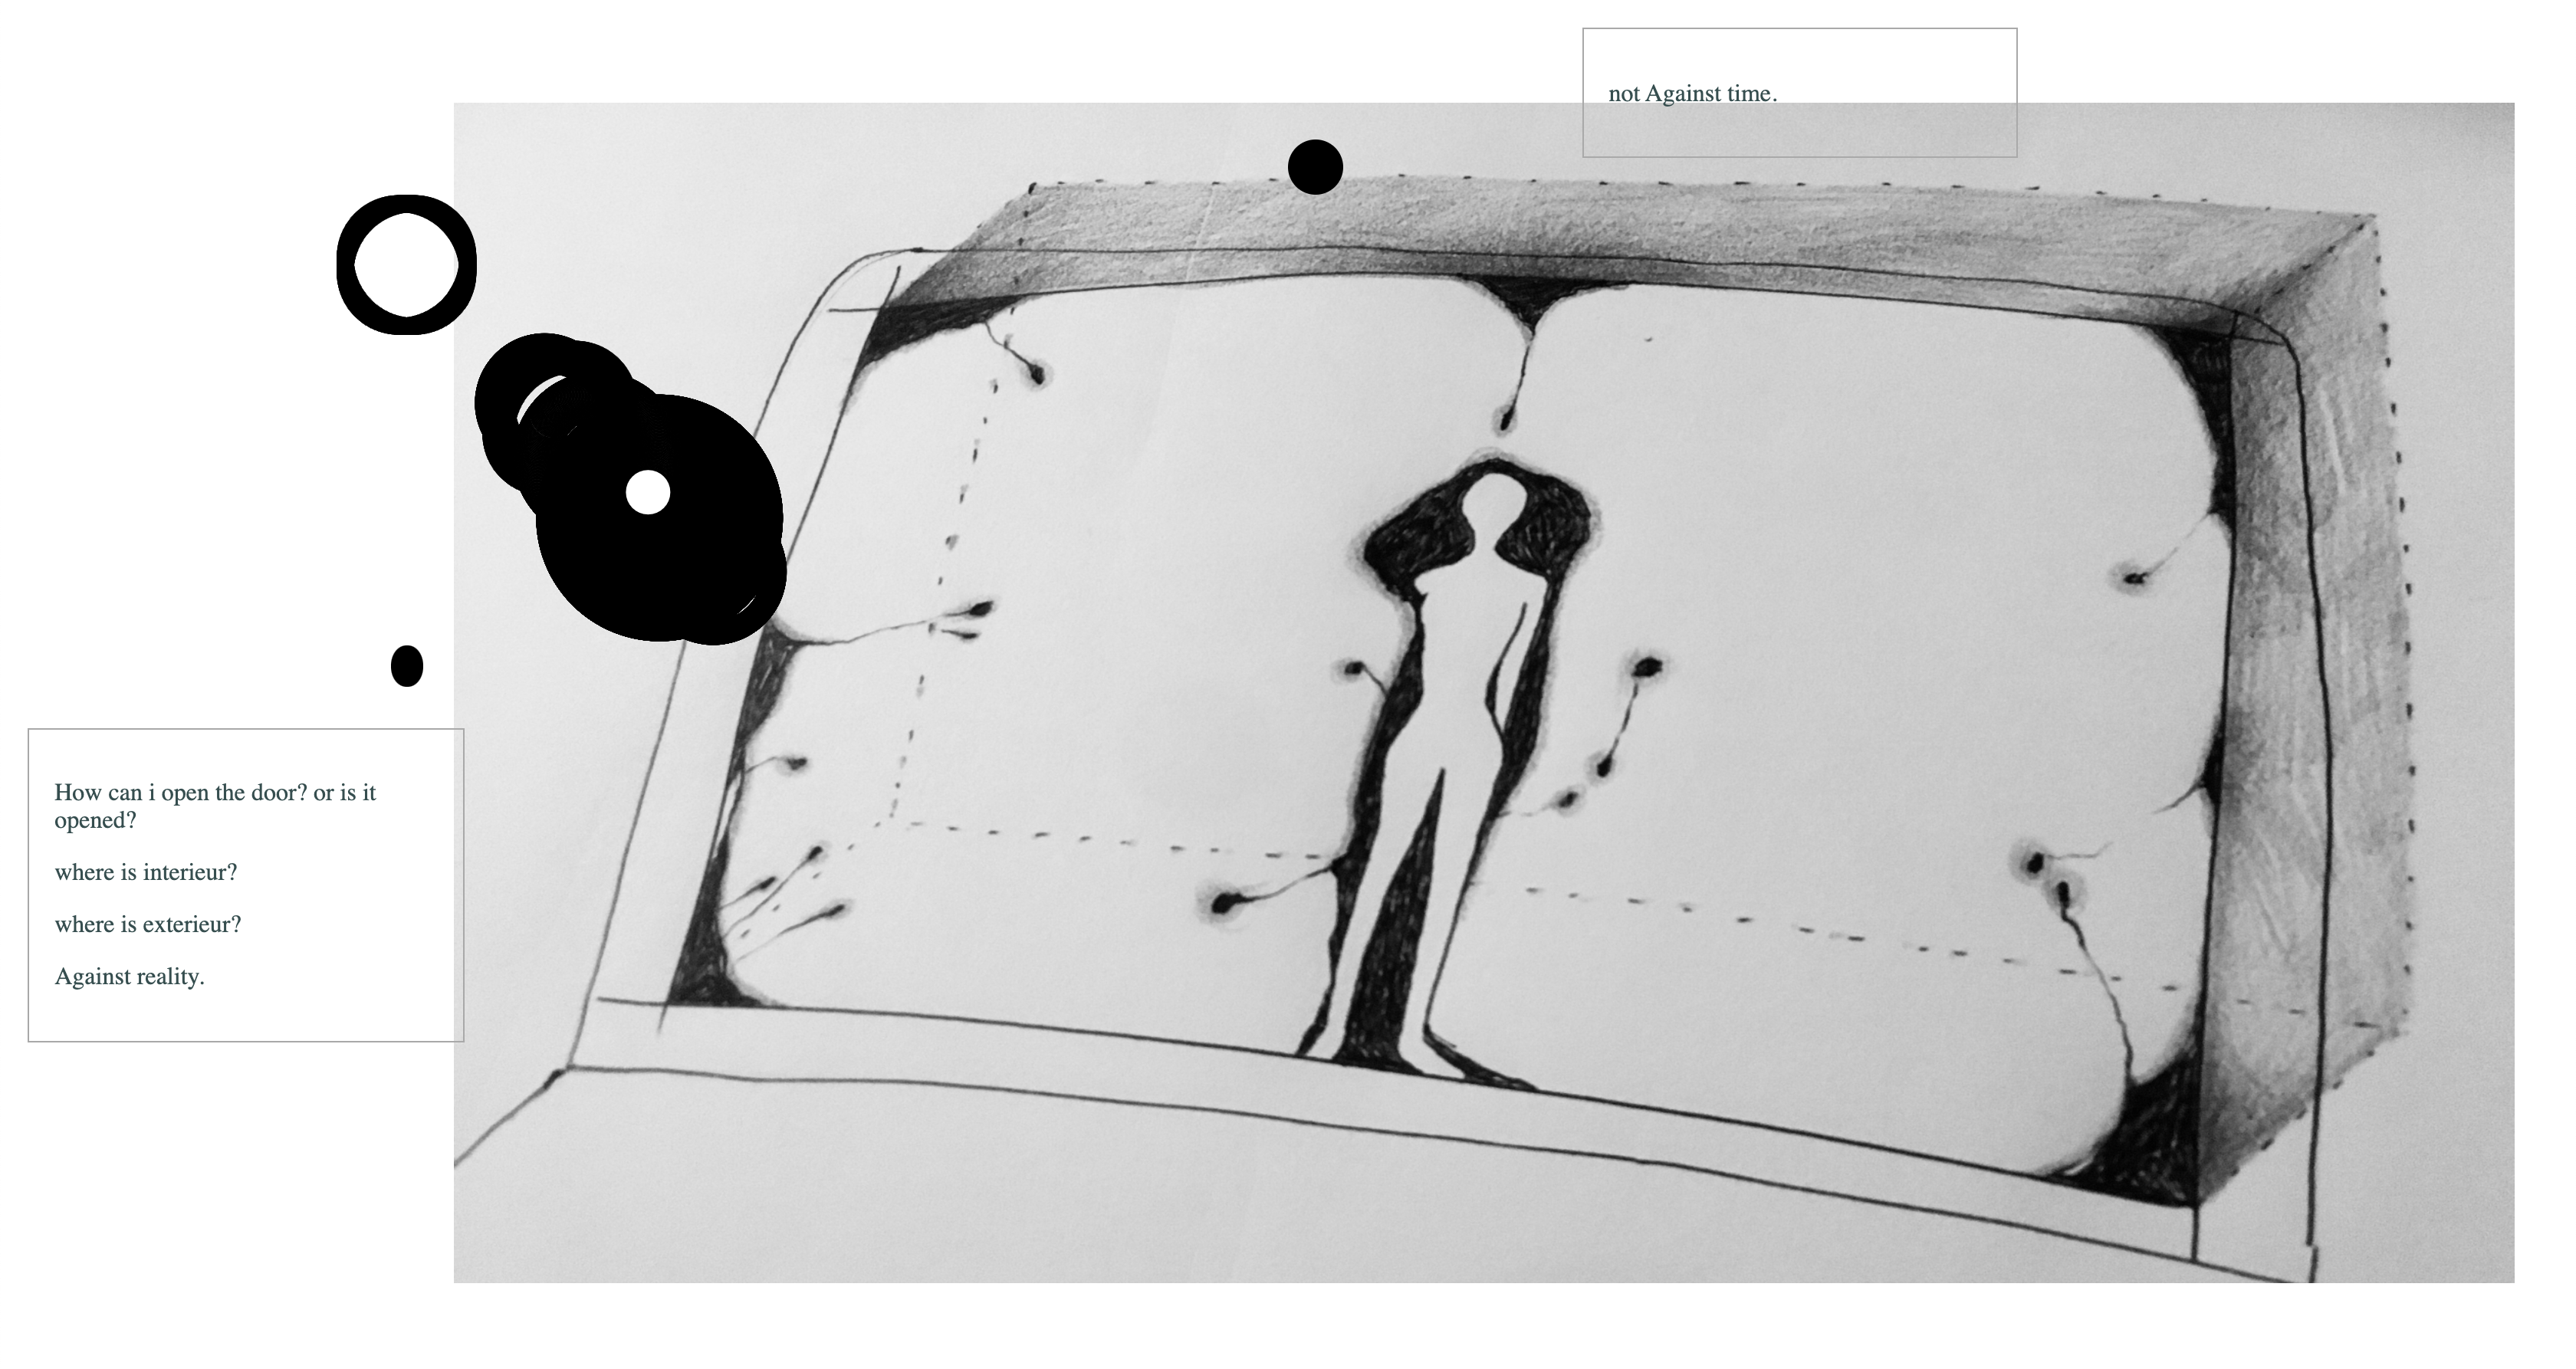 not Against time.
How can i open the door? or is it
opened?
where is interieur?
where is exterieur?
Against reality.